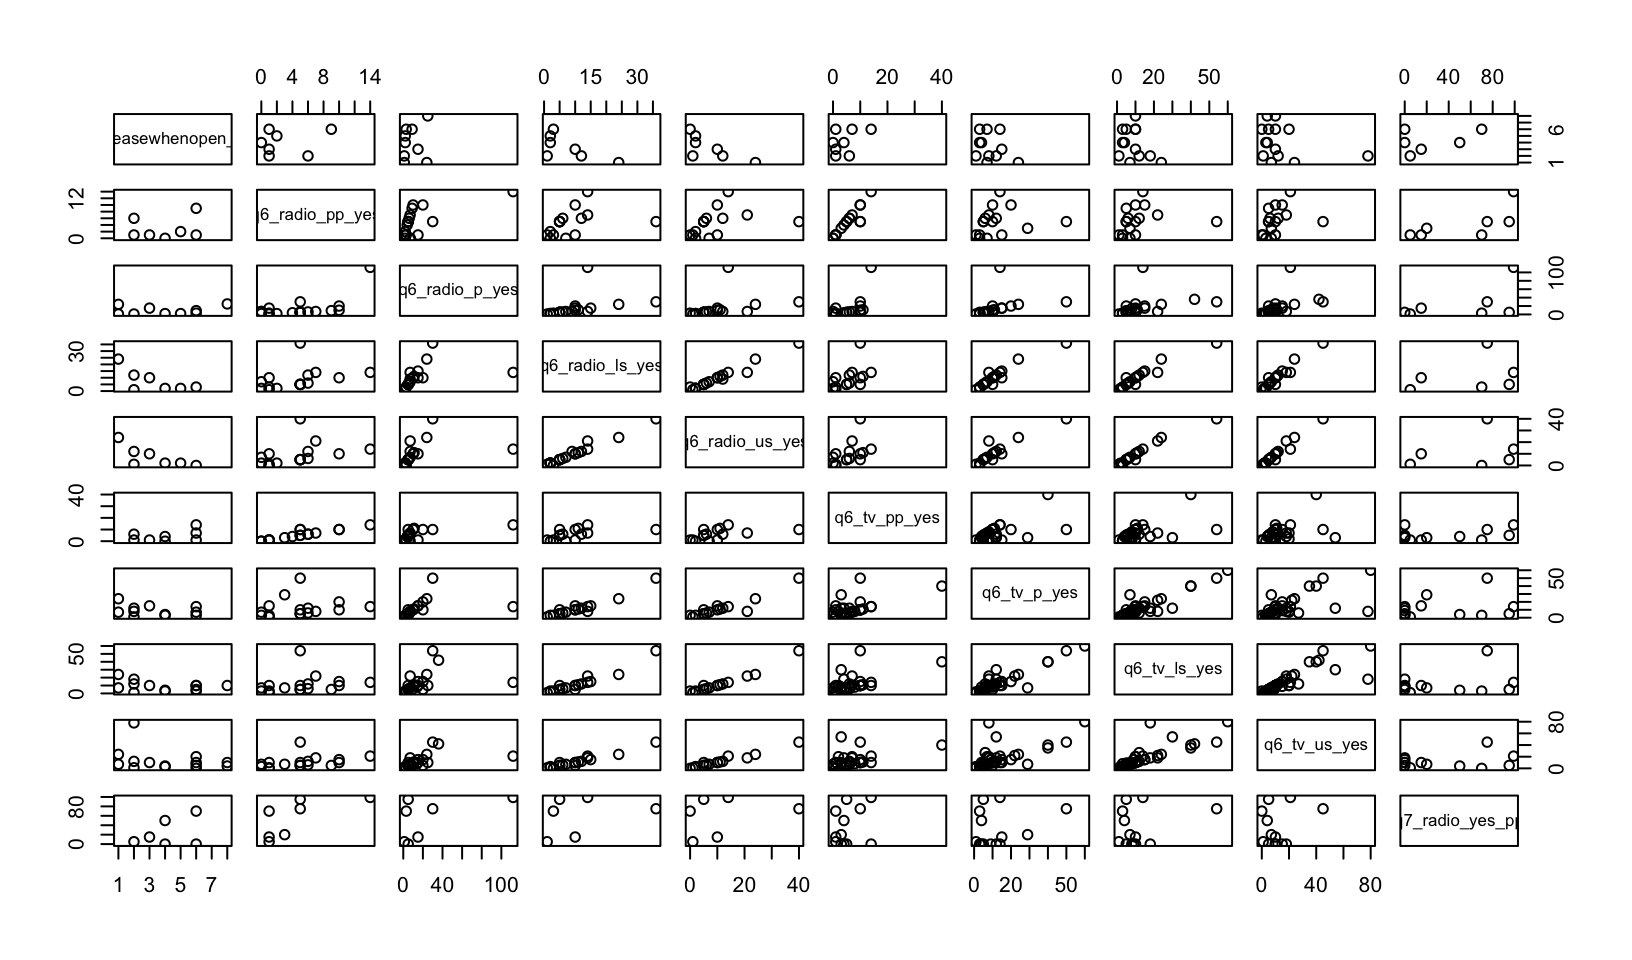 0 4 8 14
0 15 30
0 20 40
0 20 50
0 40 80
easewhenopen_
1 6
0 12
q6_radio_pp_yes
q6_radio_p_yes
0 100
0 30
q6_radio_ls_yes
q6_radio_us_yes
0 40
0 40
q6_tv_pp_yes
q6_tv_p_yes
0 50
0 50
q6_tv_ls_yes
q6_tv_us_yes
0 80
0 80
q7_radio_yes_p
1 3 5 7
0 40 100
0 20 40
0 20 50
0 40 80